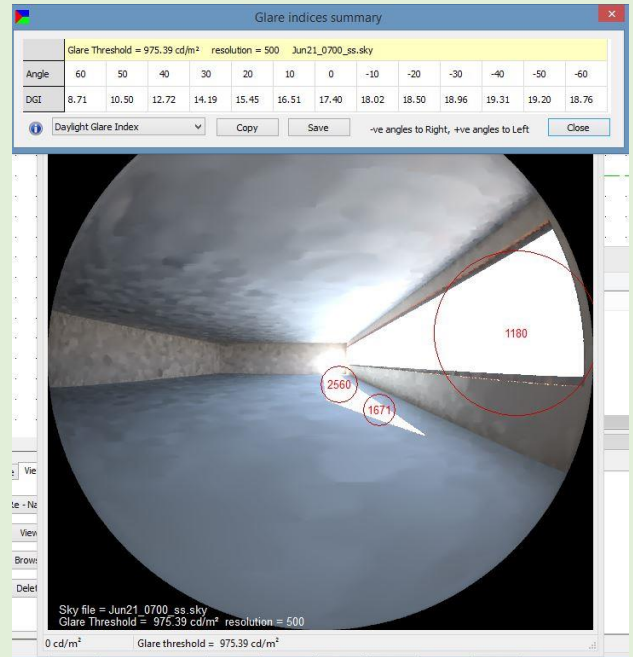 Glare indices summary
Glare Threshold = 975.39 cd/m² resolution = 500 Jun21_0700_ss.sky
Angle 60 50 40 30 20 10 0 -10 -20 -30 -40 -50 -60
DGI 8.71 10.50 12.72 14.19 15.45 16.51 17.40 18.02 18.50 18.96 19.31 19.20 18.76
Daylight Glare Index Copy Save -ve angles to Right, +ve angles to Left Close
1180
2560
1671
Vie
View
Brows
Delet
Sky file = Jun21_0700_ss.sky
Glare Threshold = 975.39 cd/m² resolution = 500
0 cd/m² Glare threshold = 975.39 cd/m²